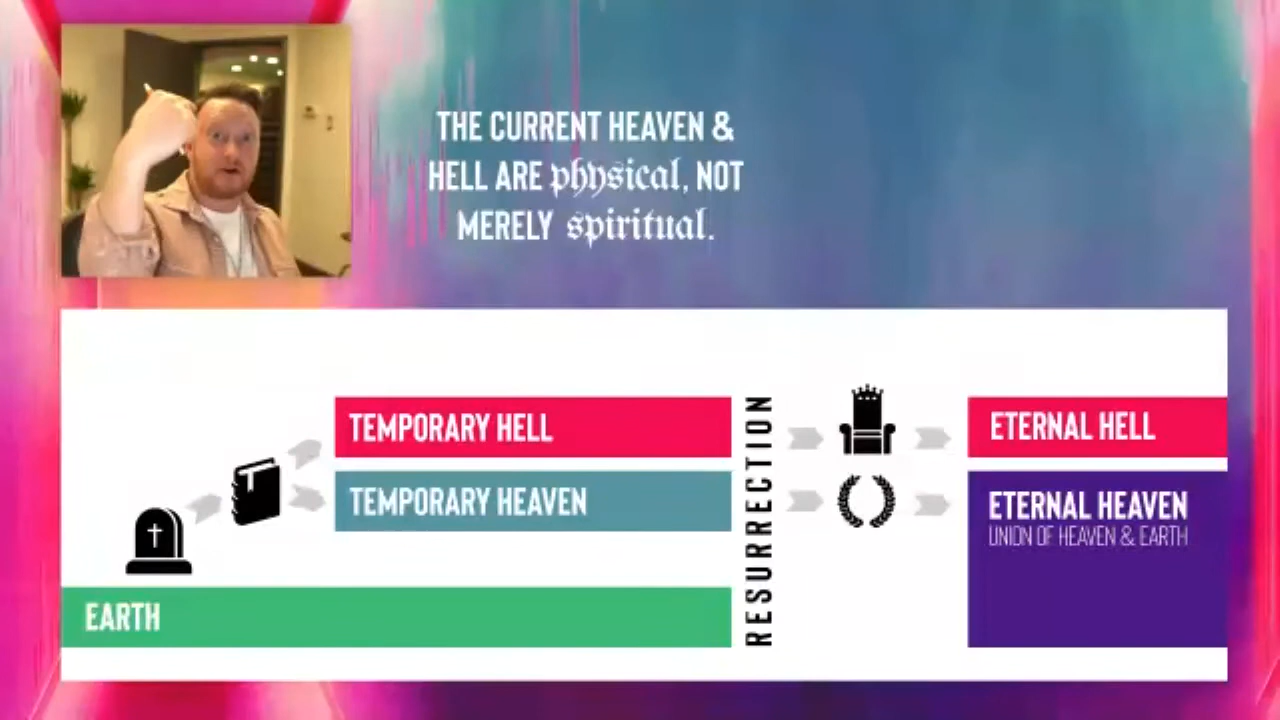 THE CURRENT HEAVEN &
HELL ARE physical, NOT
MERELY spiritual.
TEMPORARY HELL
TEMPORARY HEAVEN
EARTH
RESURRECTION
ETERNAL HELL
ETERNAL HEAVEN
UNION OF HEAVEN & EARTH